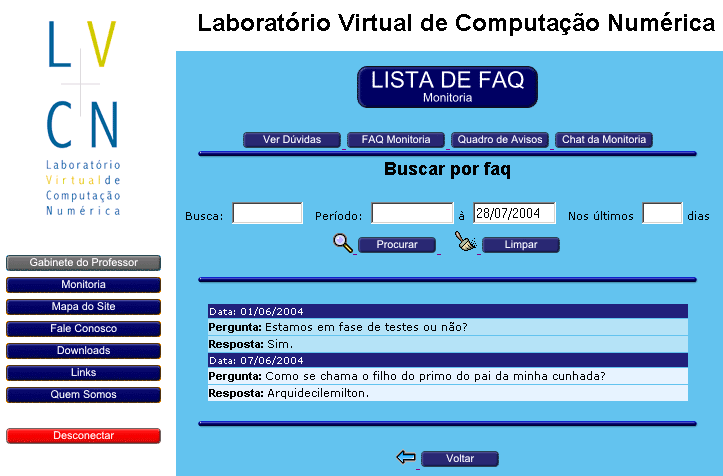 Laboratório Virtual de Computação Numérica
L V
C N
Laboratório
Virtual de
Computação
Numérica
LISTA DE FAQ
Monitoria
Ver Dúvidas FAQ Monitoria Quadro de Avisos Chat da Monitoria
Buscar por faq
Busca: Período: à 28/07/2004 Nos últimos dias
Procurar Limpar
Gabinete do Professor
Monitoria
Mapa do Site
Fale Conosco
Downloads
Links
Quem Somos
Desconectar
Data: 01/06/2004
Pergunta: Estamos em fase de testes ou não?
Resposta: Sim.
Data: 07/06/2004
Pergunta: Como se chama o filho do primo do pai da minha cunhada?
Resposta: Arquidecilemilton.
Voltar